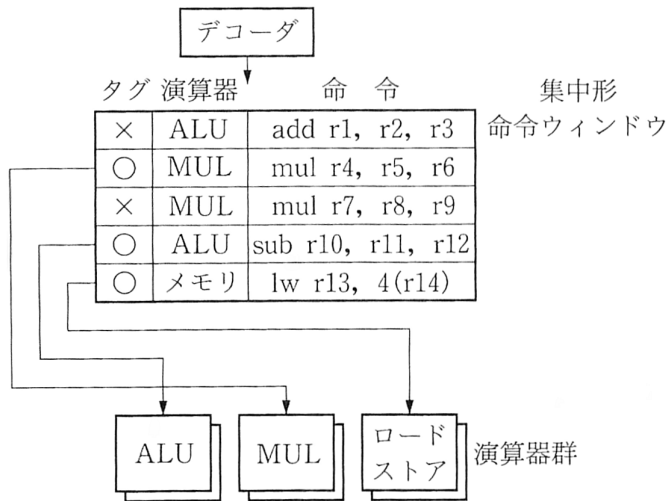 デコーダ
タグ 演算器 命 令 集中形
命令ウィンドウ
× ALU add r1, r2, r3
○ MUL mul r4, r5, r6
× MUL mul r7, r8, r9
○ ALU sub r10, r11, r12
○ メモリ lw r13, 4(r14)
ALU
MUL
ロード
ストア
演算器群